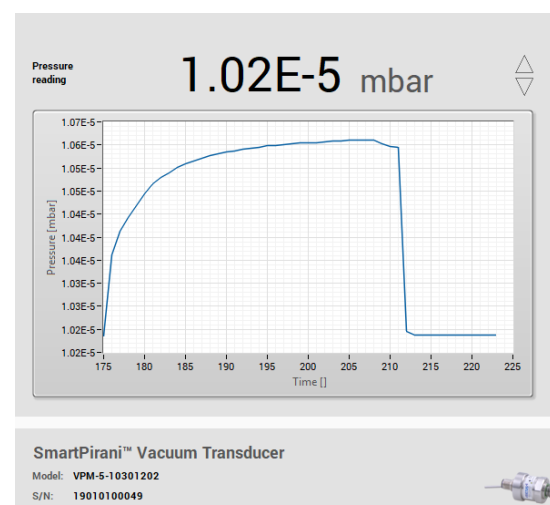 Pressure
reading
1.02E-5 mbar
1.07E-5
1.06E-5
1.05E-5
1.05E-5
1.04E-5
1.04E-5
1.03E-5
1.03E-5
1.02E-5
1.02E-5
Pressure [mbar]
175 180 185 190 195 200 205 210 215 220 225
Time []
SmartPirani™ Vacuum Transducer
Model: VPM-5-10301202
S/N: 19010100049